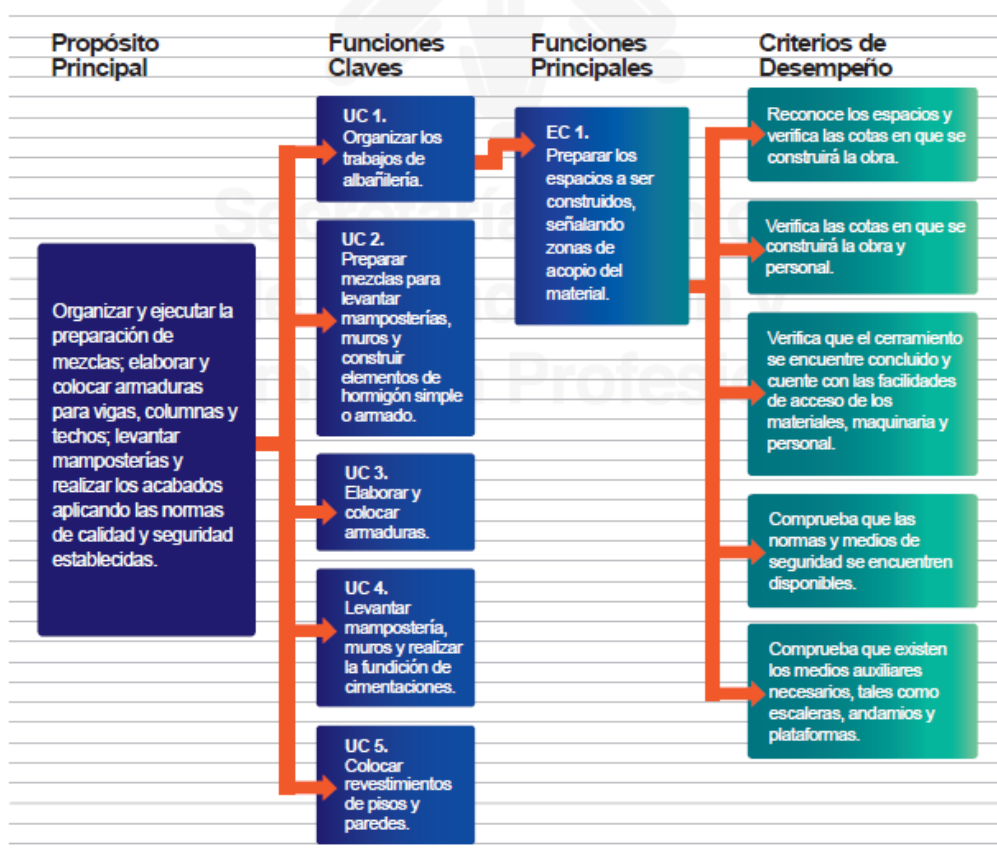 Propósito
Principal
Funciones
Claves
Funciones
Principales
Criterios de
Desempeño
Organizar y ejecutar la
preparación de
mezclas; elaborar y
colocar armaduras
para vigas, columnas y
techos; levantar
mamposterías y
realizar los acabados
aplicando las normas
de calidad y seguridad
establecidas.
UC 1.
Organizar los
trabajos de
albañilería.
UC 2.
Preparar
mezclas para
levantar
mamposterías,
muros y
construir
elementos de
hormigón simple
o armado.
UC 3.
Elaborar y
colocar
armaduras.
UC 4.
Levantar
mampostería,
muros y realizar
la fundición de
cimentaciones.
UC 5.
Colocar
revestimientos
de pisos y
paredes.
EC 1.
Preparar los
espacios a ser
construidos,
señalando
zonas de
acopio del
material.
Reconoce los espacios y
verifica las cotas en que se
construirá la obra.
Verifica las cotas en que se
construirá la obra y
personal.
Verifica que el cerramiento
se encuentre concluido y
cuente con las facilidades
de acceso de los
materiales, maquinaria y
personal.
Comprueba que las
normas y medios de
seguridad se encuentren
disponibles.
Comprueba que existen
los medios auxiliares
necesarios, tales como
escaleras, andamios y
plataformas.